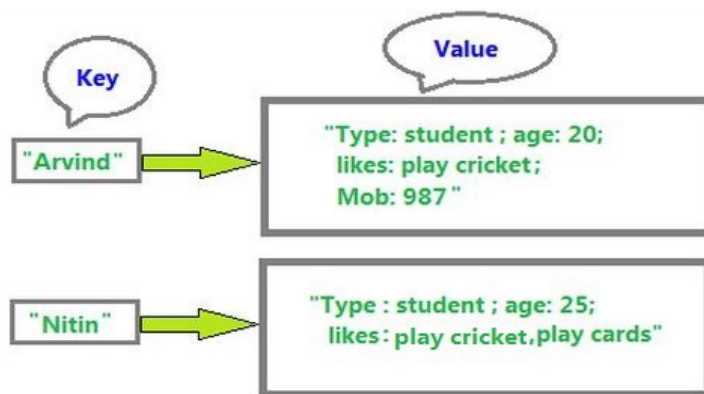 Key
Value
"Arvind"
"Type: student ; age: 20;
likes: play cricket;
Mob: 987 "
"Nitin"
"Type : student ; age: 25;
likes: play cricket,play cards"